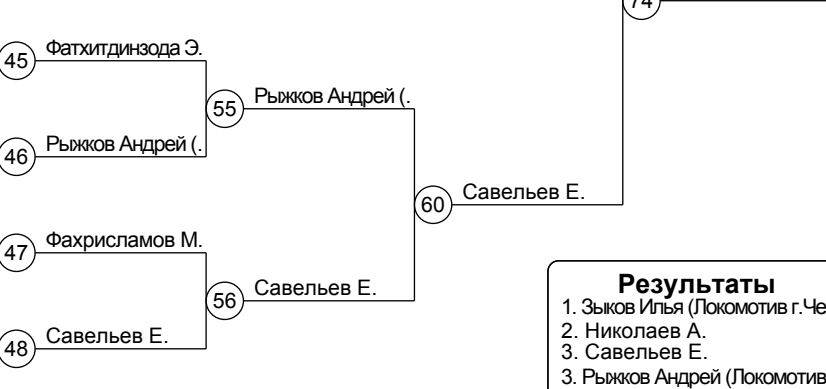 74
45 Фатхитдинзода Э.
55 Рыжков Андрей (.
46 Рыжков Андрей (.
60 Савельев Е.
47 Фахрисламов М.
56 Савельев Е.
48 Савельев Е.
Результаты
1. Зыков Илья (Локомотив г.Че
2. Николаев А.
3. Савельев Е.
3. Рыжков Андрей (Локомотив